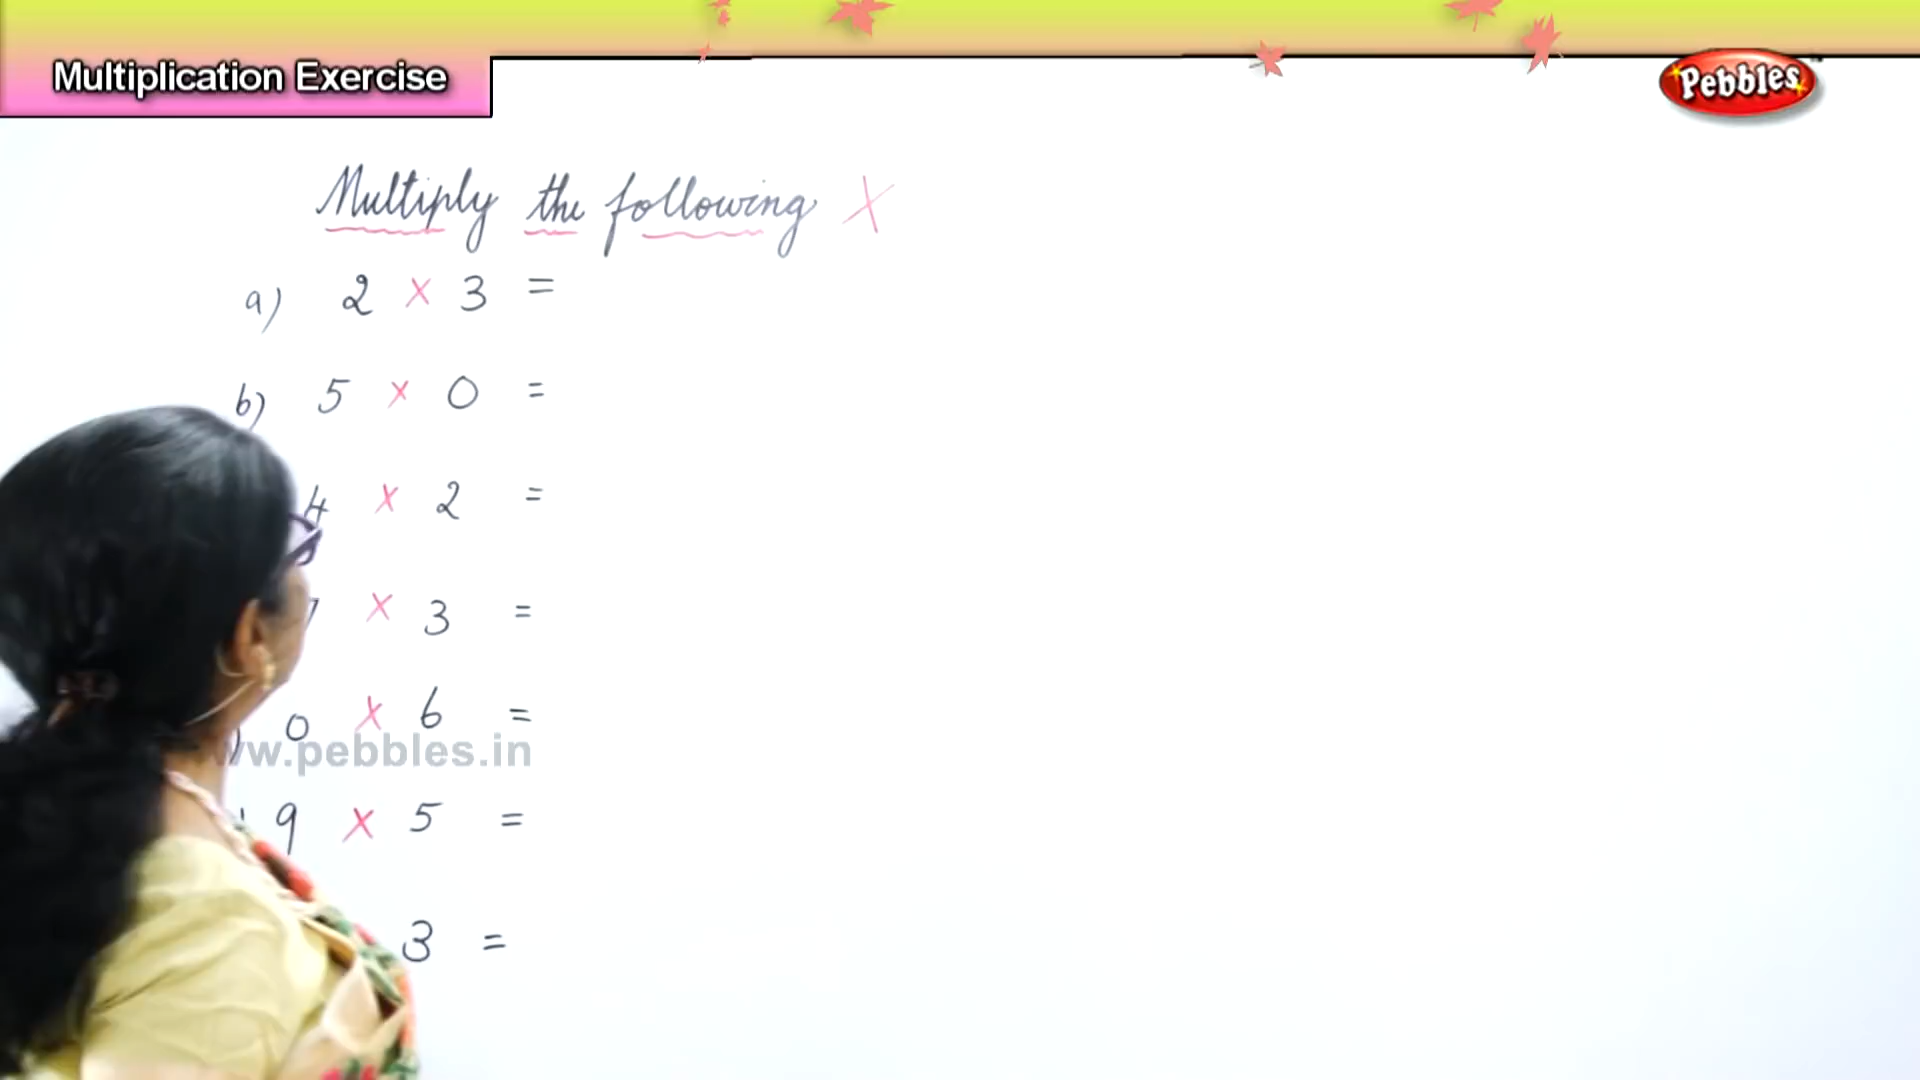 Multiplication Exercise
Pebbles
Multiply the following X
a) 2 × 3 =
b) 5 × 0 =
4 × 2 =
× 3 =
0 × 6 =
www.pebbles.in
9 × 5 =
3 =